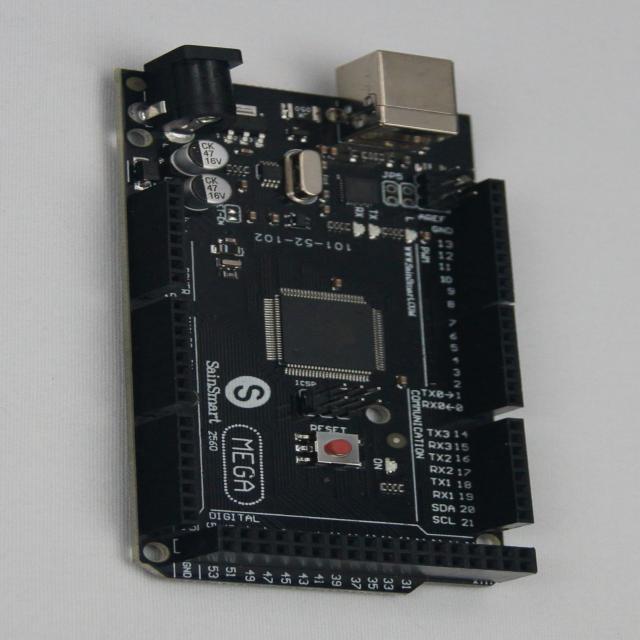 CK
47
16V
CK
47
16V
JP5
L
TX
RX
AREF
GND
13
12
11
10
9
8
PWM
101-52-102
www.SainSmart.COM
7
6
5
4
3
2
TX0→1
RX0←0
COMMUNICATION
ICSP
S
SainSmart 2560
MEGA
RESET
ON
TX3 14
RX3 15
TX2 16
RX2 17
TX1 18
RX1 19
SDA 20
SCL 21
DIGITAL
GND
53
51
49
47
45
43
41
39
37
35
33
31